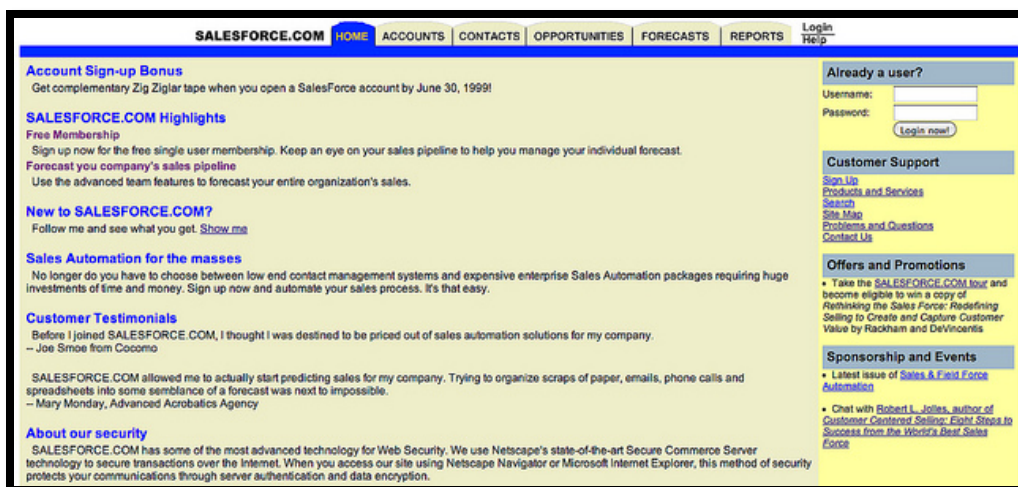 SALESFORCE.COM HOME ACCOUNTS CONTACTS OPPORTUNITIES FORECASTS REPORTS Login
Help
Account Sign-up Bonus
Get complementary Zig Ziglar tape when you open a SalesForce account by June 30, 1999!
SALESFORCE.COM Highlights
Free Membership
Sign up now for the free single user membership. Keep an eye on your sales pipeline to help you manage your individual forecast.
Forecast you company's sales pipeline
Use the advanced team features to forecast your entire organization's sales.
New to SALESFORCE.COM?
Follow me and see what you get. Show me
Sales Automation for the masses
No longer do you have to choose between low end contact management systems and expensive enterprise Sales Automation packages requiring huge
investments of time and money. Sign up now and automate your sales process. It's that easy.
Customer Testimonials
Before I joined SALESFORCE.COM, I thought I was destined to be priced out of sales automation solutions for my company.
-- Joe Smoe from Cocomo
SALESFORCE.COM allowed me to actually start predicting sales for my company. Trying to organize scraps of paper, emails, phone calls and
spreadsheets into some semblance of a forecast was next to impossible.
-- Mary Monday, Advanced Acrobatics Agency
About our security
SALESFORCE.COM has some of the most advanced technology for Web Security. We use Netscape's state-of-the-art Secure Commerce Server
technology to secure transactions over the Internet. When you access our site using Netscape Navigator or Microsoft Internet Explorer, this method of security
protects your communications through server authentication and data encryption.
Already a user?
Username:
Password:
Login now!
Customer Support
Sign Up
Products and Services
Search
Site Map
Problems and Questions
Contact Us
Offers and Promotions
• Take the SALESFORCE.COM tour and
become eligible to win a copy of
Rethinking the Sales Force: Redefining
Selling to Create and Capture Customer
Value by Rackham and DeVincentis
Sponsorship and Events
• Latest issue of Sales & Field Force
Automation
• Chat with Robert L. Jolles, author of
Customer Centered Selling: Eight Steps to
Success from the World's Best Sales
Force